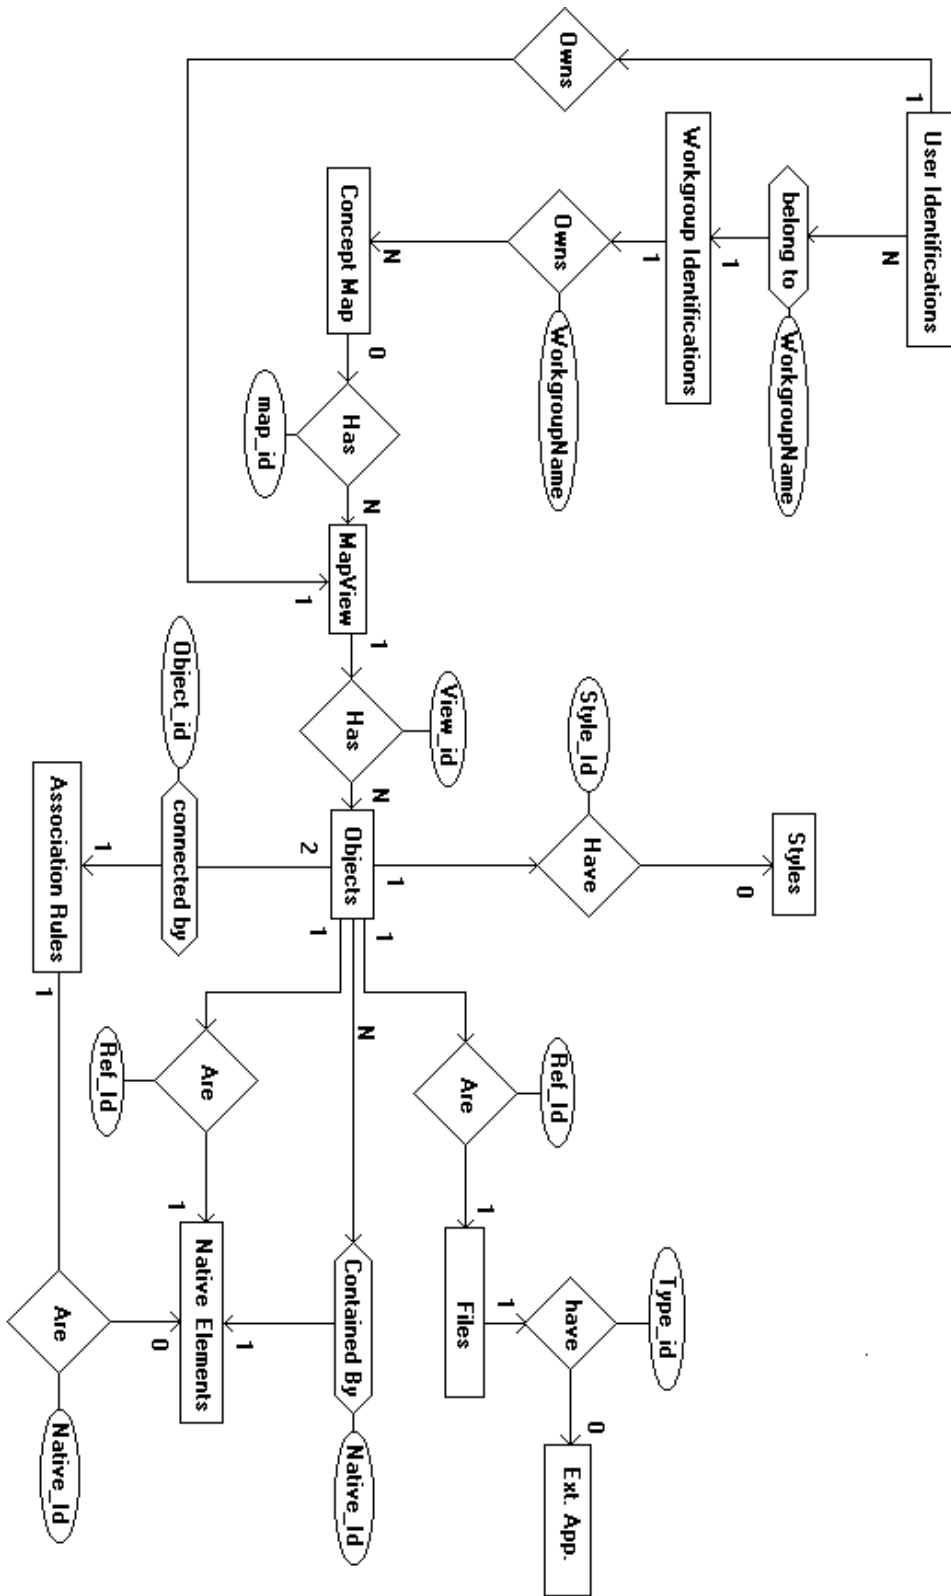 User Identifications
1
N
Owns
belong to
WorkgroupName
1
Workgroup Identifications
1
Owns
WorkgroupName
N
Concept Map
0
Has
map_id
N
MapView
1
1
Has
View_id
N
Objects
Style_Id
Have
Styles
1
0
2
Object_id
connected by
1
Association Rules
1
1
1
N
Are
Ref_Id
Are
Ref_Id
1
Native Elements
1
Files
1
have
Type_id
0
Ext. App.
Contained By
Native_Id
1
Are
0
Native_Id